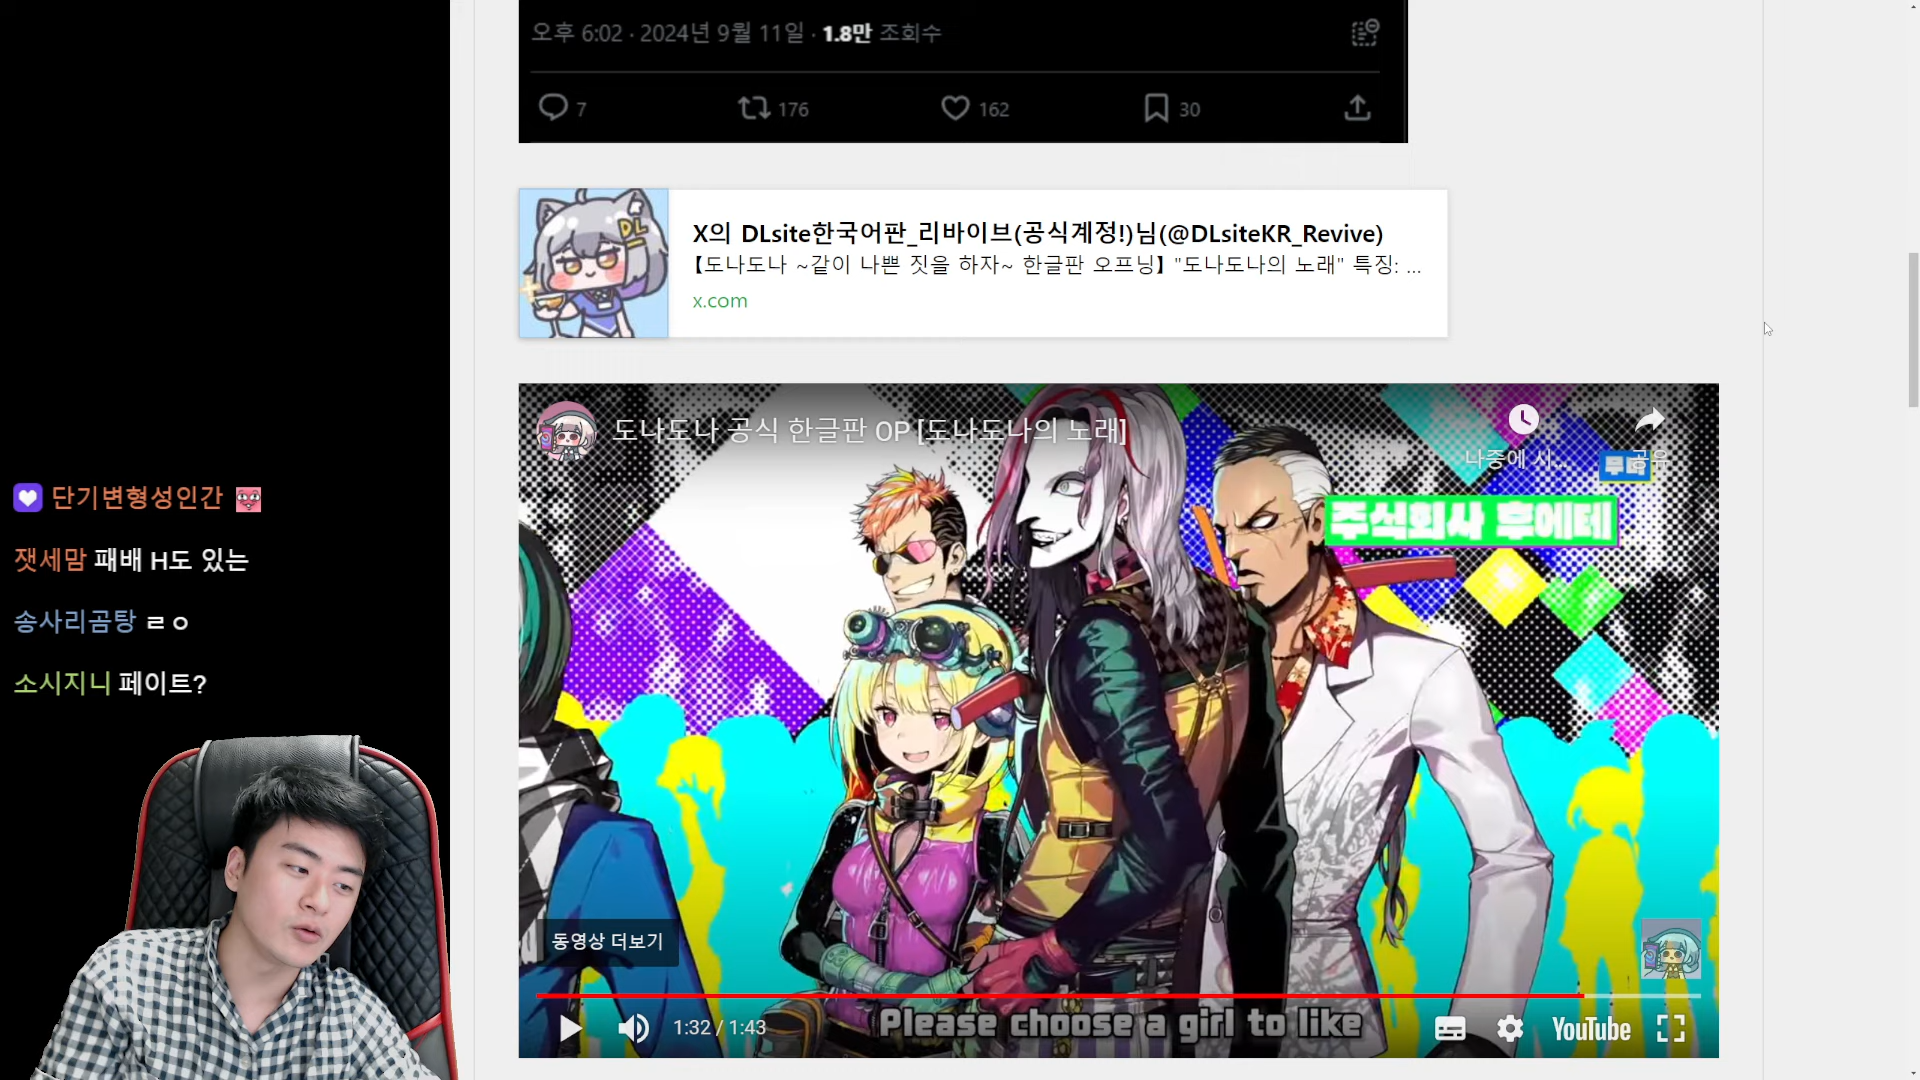 오후 6:02 · 2024년 9월 11일 · 1.8만 조회수
7
176
162
30
DL
X의 DLsite한국어판_리바이브(공식계정!)님(@DLsiteKR_Revive)
【도나도나 ~같이 나쁜 짓을 하자~ 한글판 오프닝】 "도나도나의 노래" 특징: ...
x.com
도나도나 공식 한글판 OP [도나도나의 노래]
나중에 시...
공유
주식회사 후에테
단기변형성인간
잿세맘 패배 H도 있는
송사리곰탕 ㄹㅇ
소시지니 페이트?
동영상 더보기
1:32 / 1:43
Please choose a girl to like
YouTube